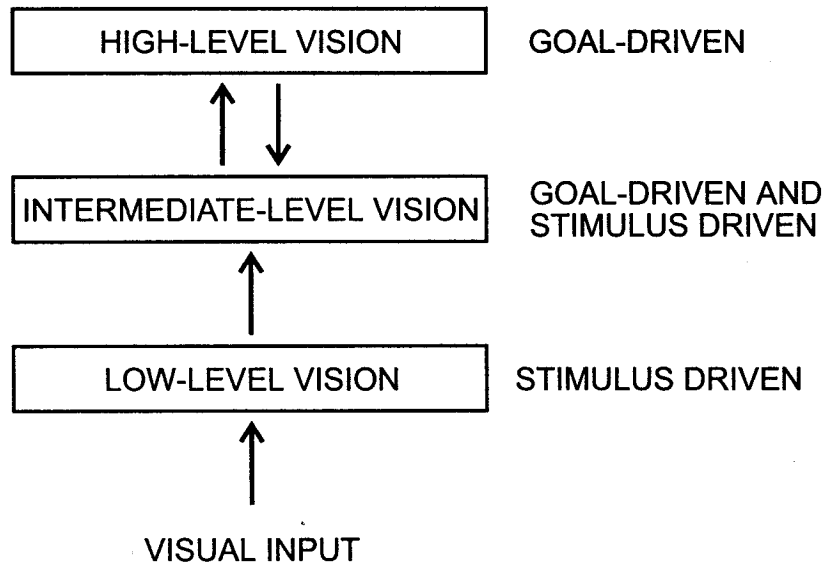 HIGH-LEVEL VISION
GOAL-DRIVEN
INTERMEDIATE-LEVEL VISION
GOAL-DRIVEN AND
STIMULUS DRIVEN
LOW-LEVEL VISION
STIMULUS DRIVEN
VISUAL INPUT